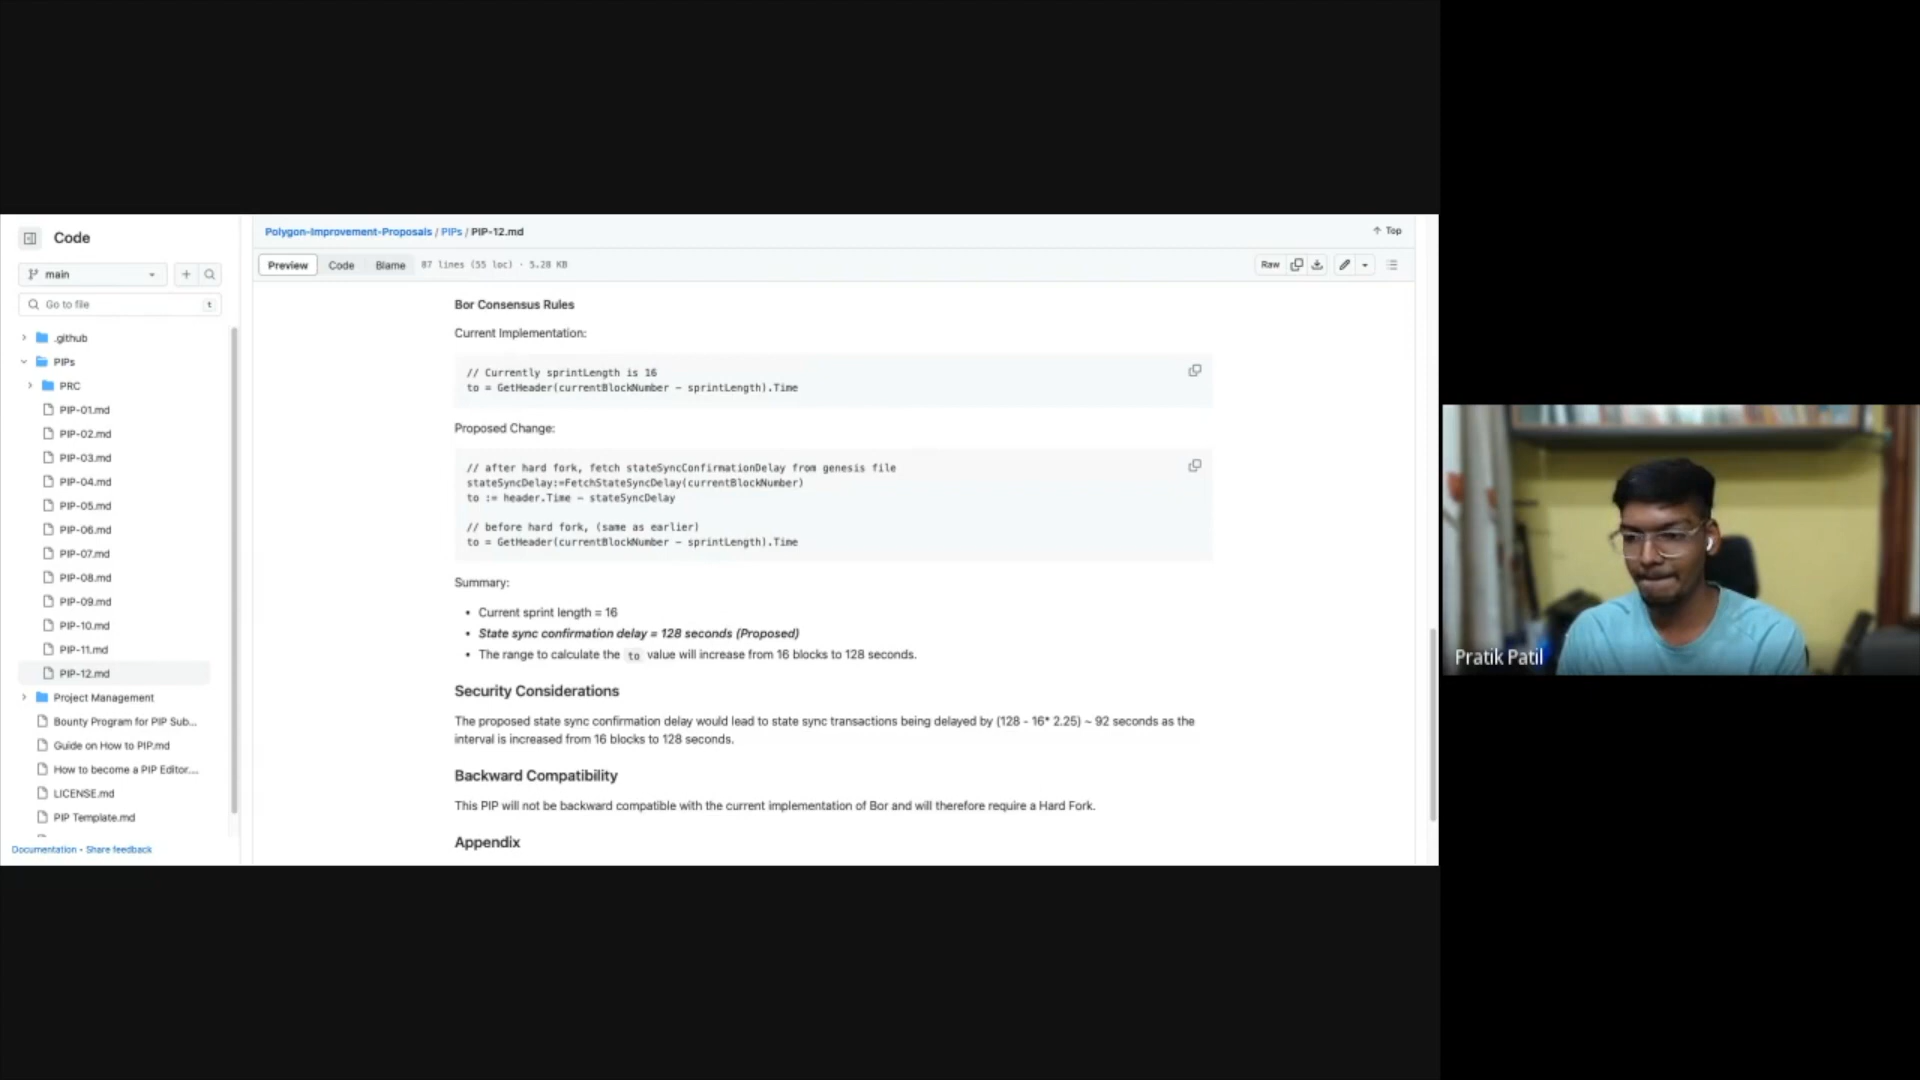 Code
main
Go to file
t
.github
PIPs
PRC
PIP-01.md
PIP-02.md
PIP-03.md
PIP-04.md
PIP-05.md
PIP-06.md
PIP-07.md
PIP-08.md
PIP-09.md
PIP-10.md
PIP-11.md
PIP-12.md
Project Management
Bounty Program for PIP Sub...
Guide on How to PIP.md
How to become a PIP Editor....
LICENSE.md
PIP Template.md
Documentation - Share feedback
Polygon-Improvement-Proposals / PIPs / PIP-12.md
Top
Preview Code Blame 87 lines (55 loc) · 5.28 KB
Raw
Bor Consensus Rules
Current Implementation:
// Currently sprintLength is 16
to = GetHeader(currentBlockNumber - sprintLength).Time
Proposed Change:
// after hard fork, fetch stateSyncConfirmationDelay from genesis file
stateSyncDelay:=FetchStateSyncDelay(currentBlockNumber)
to := header.Time - stateSyncDelay
// before hard fork, (same as earlier)
to = GetHeader(currentBlockNumber - sprintLength).Time
Summary:
• Current sprint length = 16
• State sync confirmation delay = 128 seconds (Proposed)
• The range to calculate the to value will increase from 16 blocks to 128 seconds.
Security Considerations
The proposed state sync confirmation delay would lead to state sync transactions being delayed by (128 - 16* 2.25) ~ 92 seconds as the
interval is increased from 16 blocks to 128 seconds.
Backward Compatibility
This PIP will not be backward compatible with the current implementation of Bor and will therefore require a Hard Fork.
Appendix
Pratik Patil